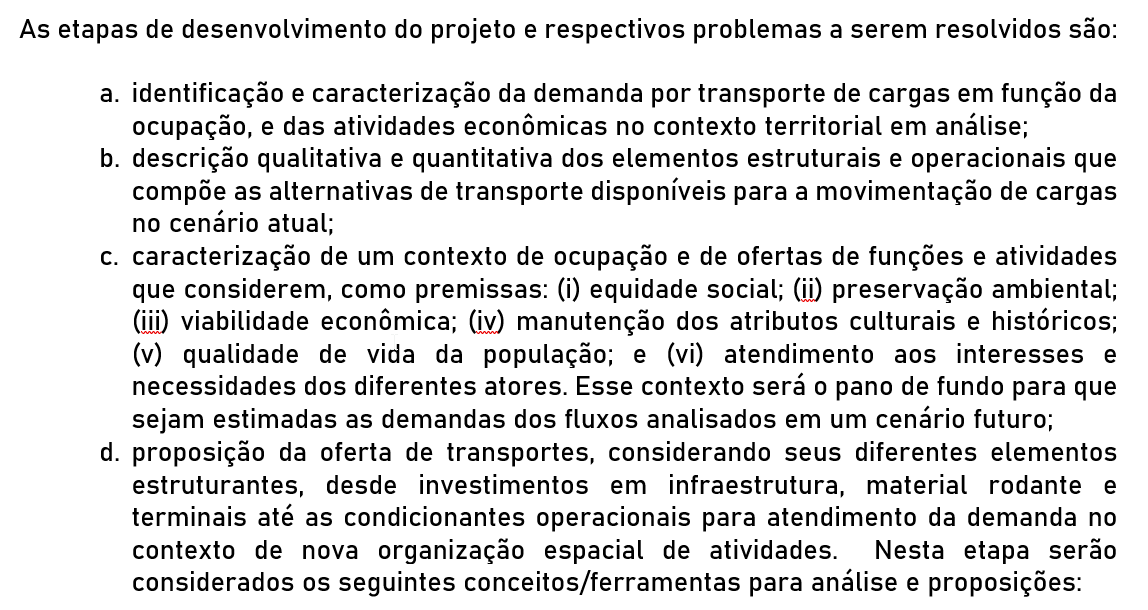 As etapas de desenvolvimento do projeto e respectivos problemas a serem resolvidos são:
a. identificação e caracterização da demanda por transporte de cargas em função da
ocupação, e das atividades econômicas no contexto territorial em análise;
b. descrição qualitativa e quantitativa dos elementos estruturais e operacionais que
compõe as alternativas de transporte disponíveis para a movimentação de cargas
no cenário atual;
c. caracterização de um contexto de ocupação e de ofertas de funções e atividades
que considerem, como premissas: (i) equidade social; (ii) preservação ambiental;
(iii) viabilidade econômica; (iv) manutenção dos atributos culturais e históricos;
(v) qualidade de vida da população; e (vi) atendimento aos interesses e
necessidades dos diferentes atores. Esse contexto será o pano de fundo para que
sejam estimadas as demandas dos fluxos analisados em um cenário futuro;
d. proposição da oferta de transportes, considerando seus diferentes elementos
estruturantes, desde investimentos em infraestrutura, material rodante e
terminais até as condicionantes operacionais para atendimento da demanda no
contexto de nova organização espacial de atividades. Nesta etapa serão
considerados os seguintes conceitos/ferramentas para análise e proposições: